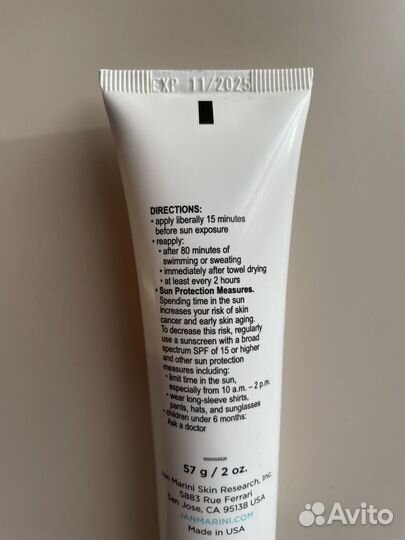 EXP 11/2025
DIRECTIONS:
• apply liberally 15 minutes
before sun exposure
• reapply:
• after 80 minutes of
swimming or sweating
• immediately after towel drying
• at least every 2 hours
• Sun Protection Measures.
Spending time in the sun
increases your risk of skin
cancer and early skin aging.
To decrease this risk, regularly
use a sunscreen with a broad
spectrum SPF of 15 or higher
and other sun protection
measures including:
• limit time in the sun,
especially from 10 a.m. – 2 p.m.
• wear long-sleeve shirts,
pants, hats, and sunglasses
• children under 6 months:
Ask a doctor
000102521
57 g / 2 oz.
Jan Marini Skin Research, Inc.
5883 Rue Ferrari
San Jose, CA 95138 USA
JANMARINI.COM
Made in USA
Avito